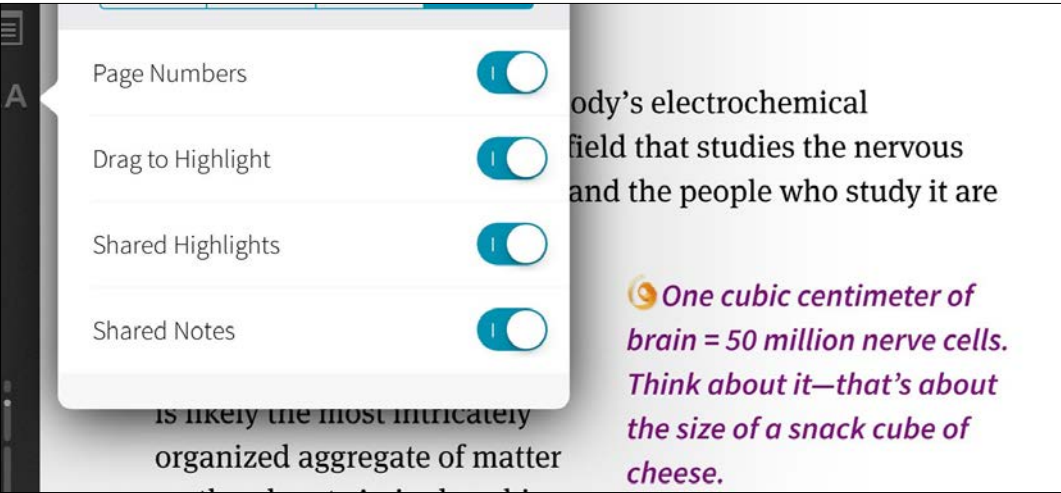 A
Page Numbers
Drag to Highlight
Shared Highlights
Shared Notes
ody’s electrochemical
field that studies the nervous
and the people who study it are
One cubic centimeter of
brain = 50 million nerve cells.
Think about it—that’s about
the size of a snack cube of
cheese.
is likely the most intricately
organized aggregate of matter